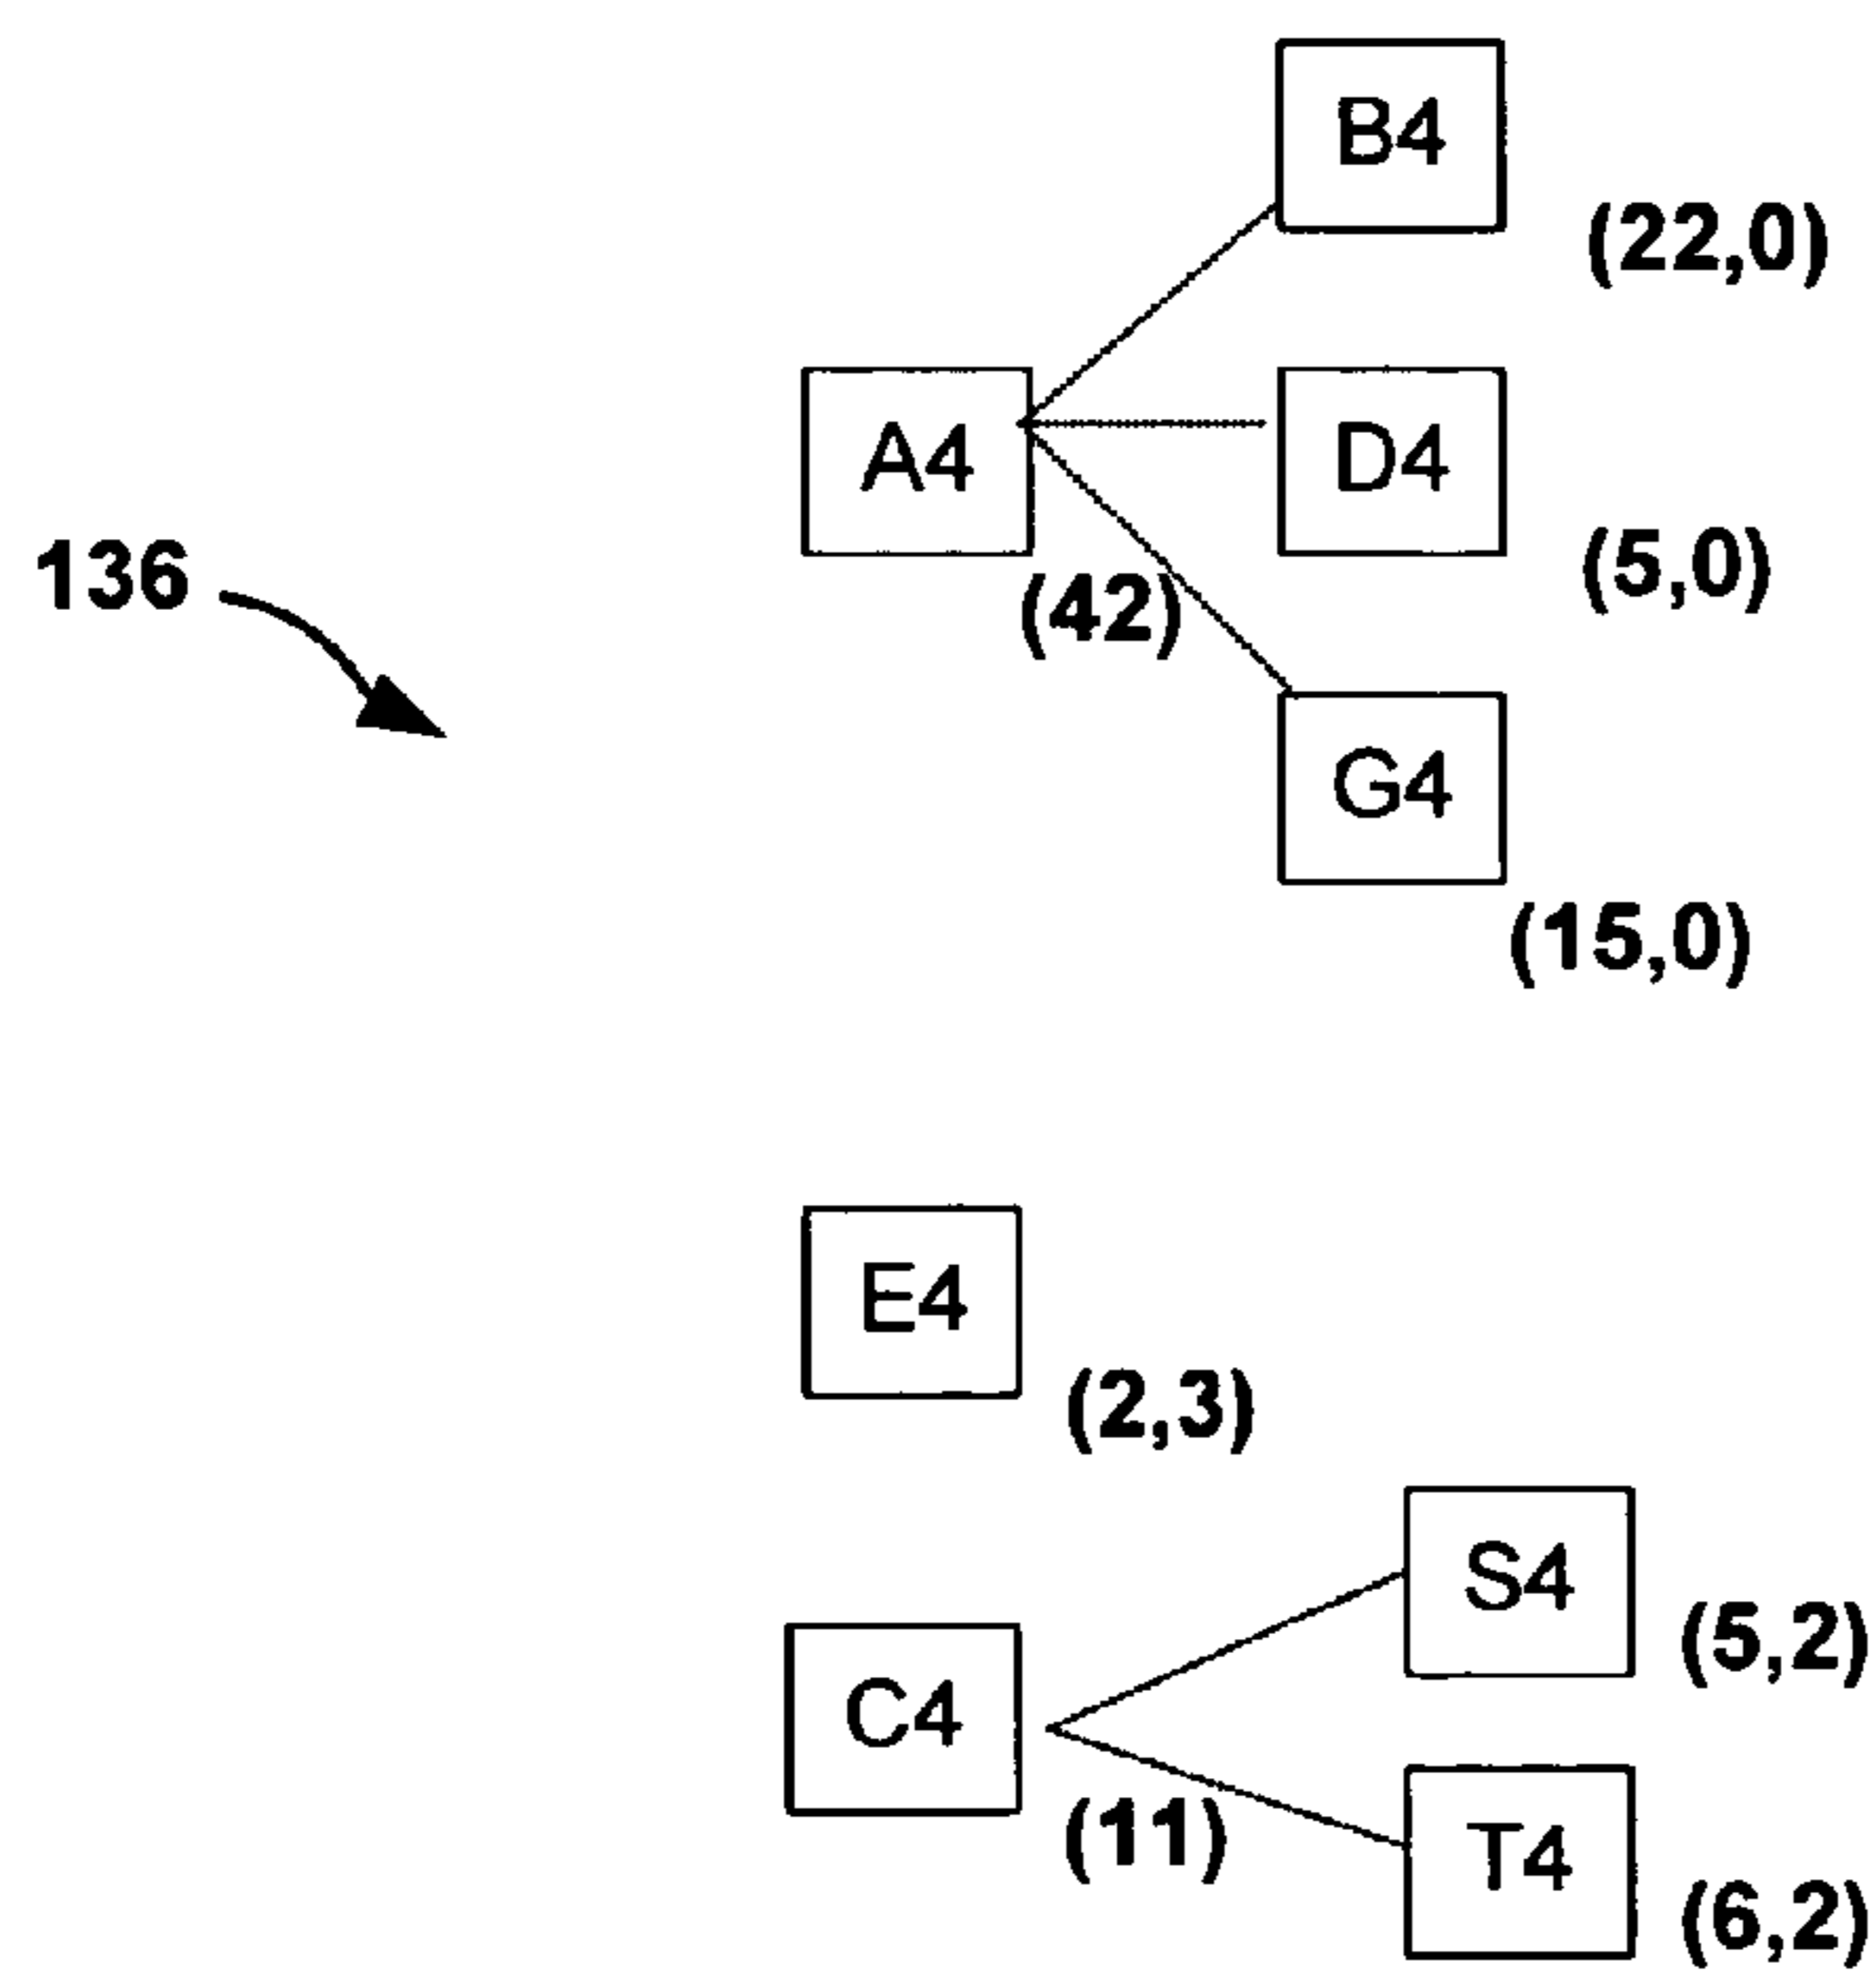 B4
(22,0)
A4
D4
136
(42)
(5,0)
G4
(15,0)
E4
(2,3)
S4
(5,2)
C4
(11)
T4
(6,2)